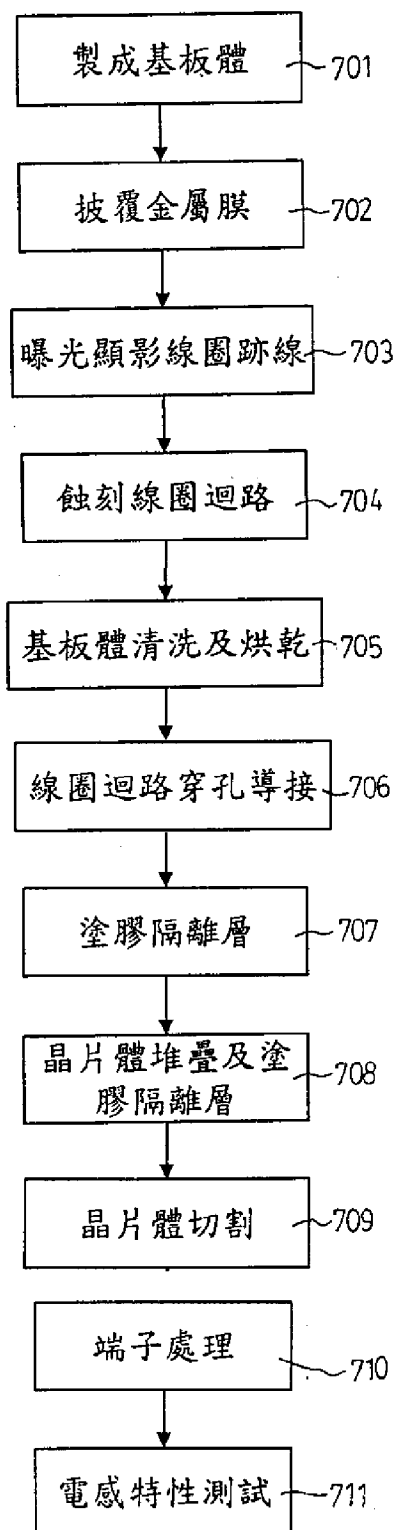 製成基板體
701
披覆金屬膜
702
曝光顯影線圈跡線
703
蝕刻線圈迴路
704
基板體清洗及烘乾
705
線圈迴路穿孔導接
706
塗膠隔離層
707
晶片體堆疊及塗
膠隔離層
708
晶片體切割
709
端子處理
710
電感特性測試
711